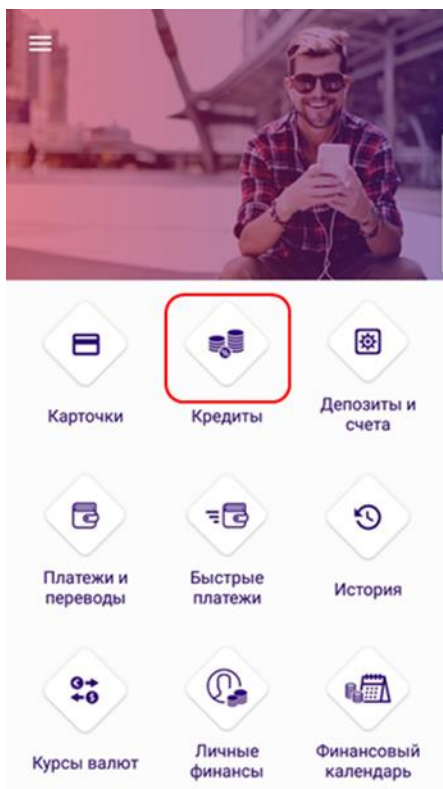 Карточки
Кредиты
Депозиты и
счета
Платежи и
переводы
Быстрые
платежи
История
Курсы валют
Личные
финансы
Финансовый
календарь